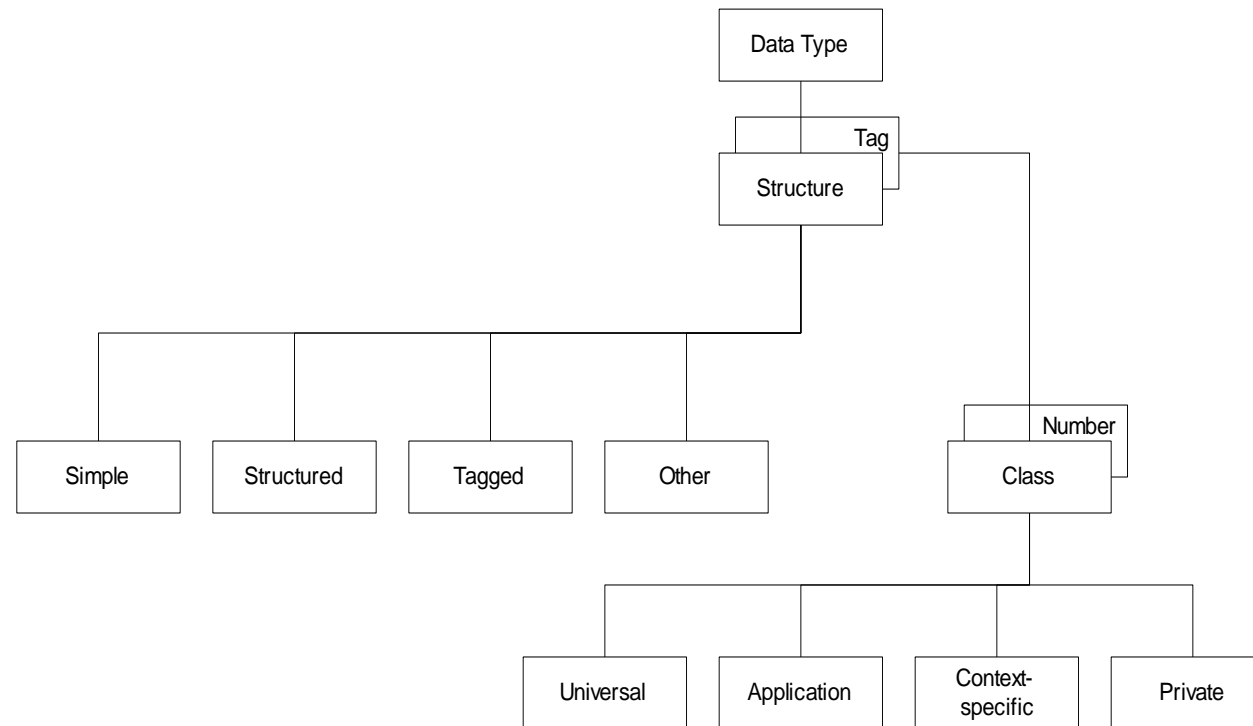 Data Type
Tag
Structure
Number
Simple
Structured
Tagged
Other
Class
Universal
Application
Context-
specific
Private